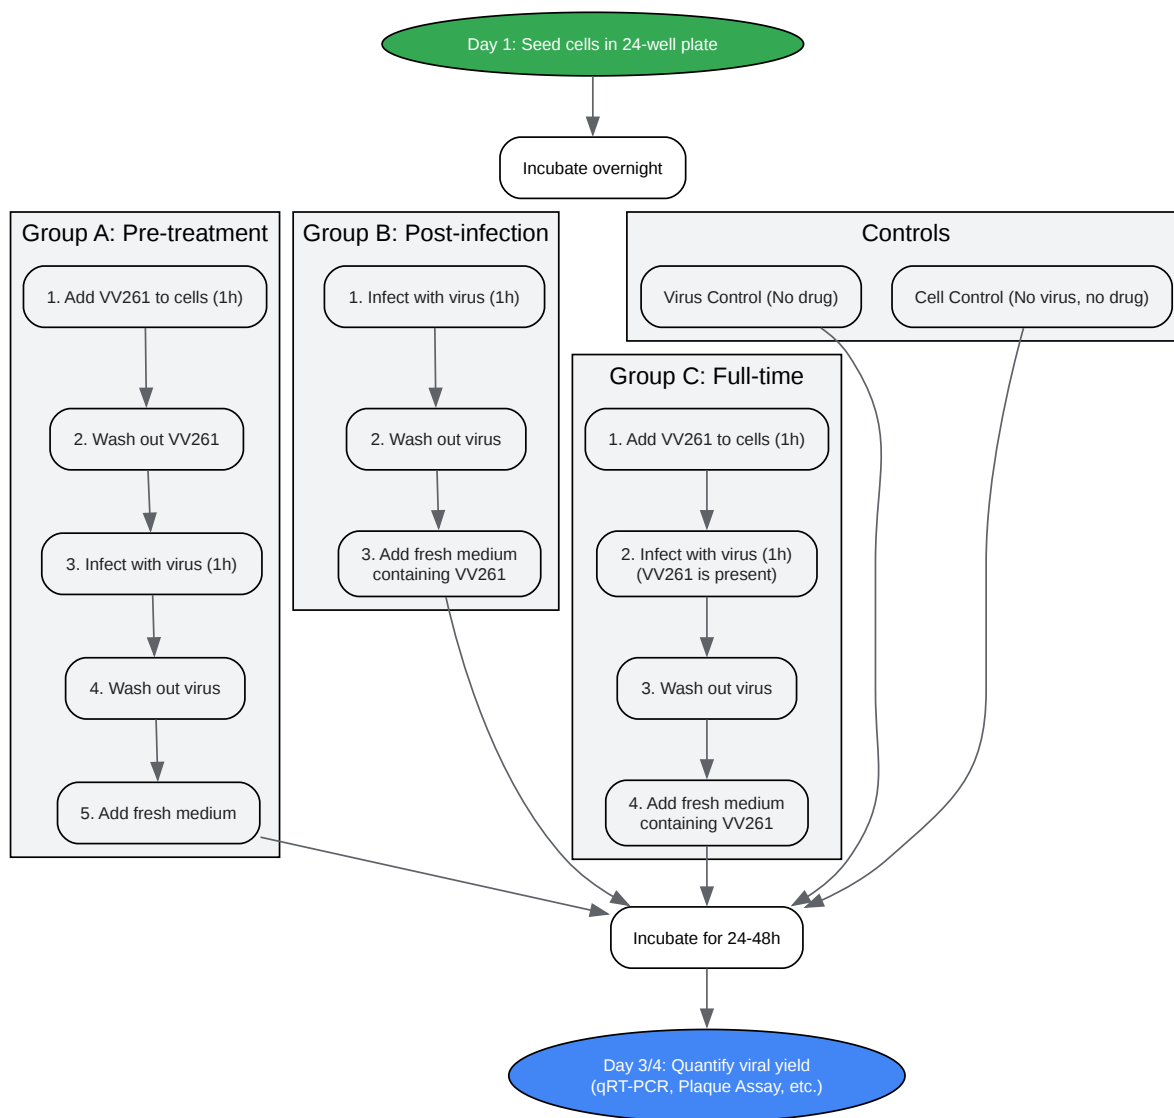 Day 1: Seed cells in 24-well plate
Incubate overnight
Group A: Pre-treatment
1. Add VV261 to cells (1h)
2. Wash out VV261
3. Infect with virus (1h)
4. Wash out virus
5. Add fresh medium
Group B: Post-infection
1. Infect with virus (1h)
2. Wash out virus
3. Add fresh medium
containing VV261
Controls
Virus Control (No drug)
Cell Control (No virus, no drug)
Group C: Full-time
1. Add VV261 to cells (1h)
2. Infect with virus (1h)
(VV261 is present)
3. Wash out virus
4. Add fresh medium
containing VV261
Incubate for 24-48h
Day 3/4: Quantify viral yield
(qRT-PCR, Plaque Assay, etc.)